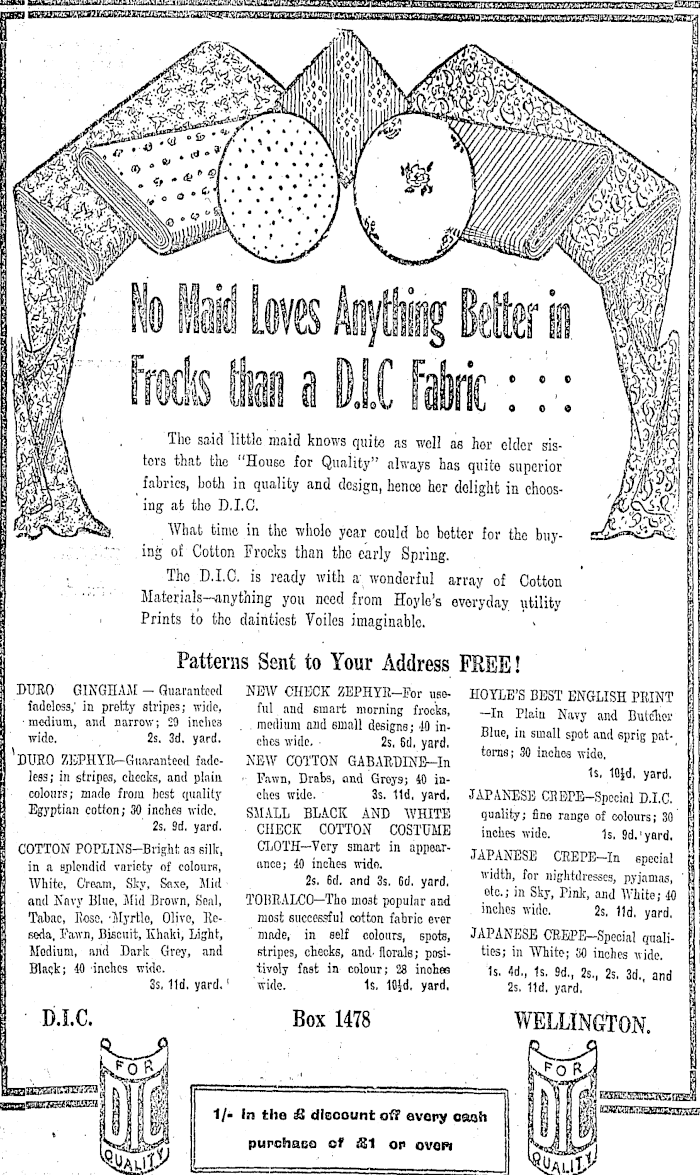 No Maid Loves Anything Better in
Frocks than a D.I.C Fabric : : :
The said little maid knows quite as well as her elder sis-
ters that the "House for Quality" always has quite superior
fabrics, both in quality and design, hence her delight in choos-
ing at the D.I.C.
What time in the whole year could be better for the buy-
ing of Cotton Frocks than the early Spring.
The D.I.C. is ready with a wonderful array of Cotton
Materials—anything you need from Hoyle's everyday utility
Prints to the daintiest Voiles imaginable.
Patterns Sent to Your Address FREE!
DURO GINGHAM — Guaranteed
fadeless, in pretty stripes; wide,
medium, and narrow; 29 inches
wide. 2s. 3d. yard.
DURO ZEPHYR—Guaranteed fade-
less; in stripes, checks, and plain
colours; made from best quality
Egyptian cotton; 30 inches wide.
2s. 9d. yard.
COTTON POPLINS—Bright as silk,
in a splendid variety of colours,
White, Cream, Sky, Saxe, Mid
and Navy Blue, Mid Brown, Seal,
Tabac, Rose, Myrtle, Olive, Re-
seda, Fawn, Biscuit, Khaki, Light,
Medium, and Dark Grey, and
Black; 40 inches wide.
3s. 11d. yard.
NEW CHECK ZEPHYR—For use-
ful and smart morning frocks,
medium and small designs; 40 in-
ches wide. 2s. 6d. yard.
NEW COTTON GABARDINE—In
Fawn, Drabs, and Greys; 40 in-
ches wide. 3s. 11d. yard.
SMALL BLACK AND WHITE
CHECK COTTON COSTUME
CLOTH—Very smart in appear-
ance; 40 inches wide.
2s. 6d. and 3s. 6d. yard.
TOBRALCO—The most popular and
most successful cotton fabric ever
made, in self colours, spots,
stripes, checks, and florals; posi-
tively fast in colour; 28 inches
wide. 1s. 10½d. yard.
HOYLE'S BEST ENGLISH PRINT
—In Plain Navy and Butcher
Blue, in small spot and sprig pat-
terns; 30 inches wide.
1s. 10½d. yard.
JAPANESE CREPE—Special D.I.C.
quality; fine range of colours; 30
inches wide. 1s. 9d. yard.
JAPANESE CREPE—In special
width, for nightdresses, pyjamas,
etc.; in Sky, Pink, and White; 40
inches wide. 2s. 11d. yard.
JAPANESE CREPE—Special quali-
ties; in White; 30 inches wide.
1s. 4d., 1s. 9d., 2s., 2s. 3d., and
2s. 11d. yard.
D.I.C. Box 1478 WELLINGTON.
FOR
DIC
QUALITY
1/- in the £ discount off every cash
purchase of £1 or over
FOR
DIC
QUALITY